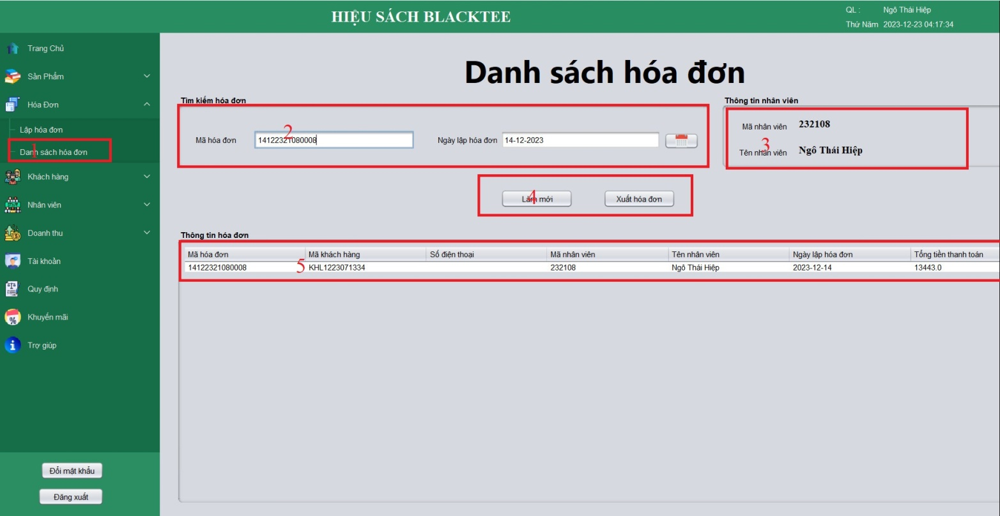 HIỆU SÁCH BLACKTEE
QL : Ngô Thái Hiệp
Thứ Năm 2023-12-23 04:17:34
Trang Chủ
Sản Phẩm
Hóa Đơn
Lập hóa đơn
1
Danh sách hóa đơn
Khách hàng
Nhân viên
Doanh thu
Tài khoản
Quy định
Khuyến mãi
Trợ giúp
Đổi mật khẩu
Đăng xuất
Danh sách hóa đơn
Tìm kiếm hóa đơn
Mã hóa đơn 14122321080008 Ngày lập hóa đơn 14-12-2023
2
Thông tin nhân viên
Mã nhân viên 232108
3
Tên nhân viên Ngô Thái Hiệp
4
Làm mới Xuất hóa đơn
Thông tin hóa đơn
Mã hóa đơn Mã khách hàng Số điện thoại Mã nhân viên Tên nhân viên Ngày lập hóa đơn Tổng tiền thanh toán
14122321080008 5 KHL1223071334 232108 Ngô Thái Hiệp 2023-12-14 13443.0